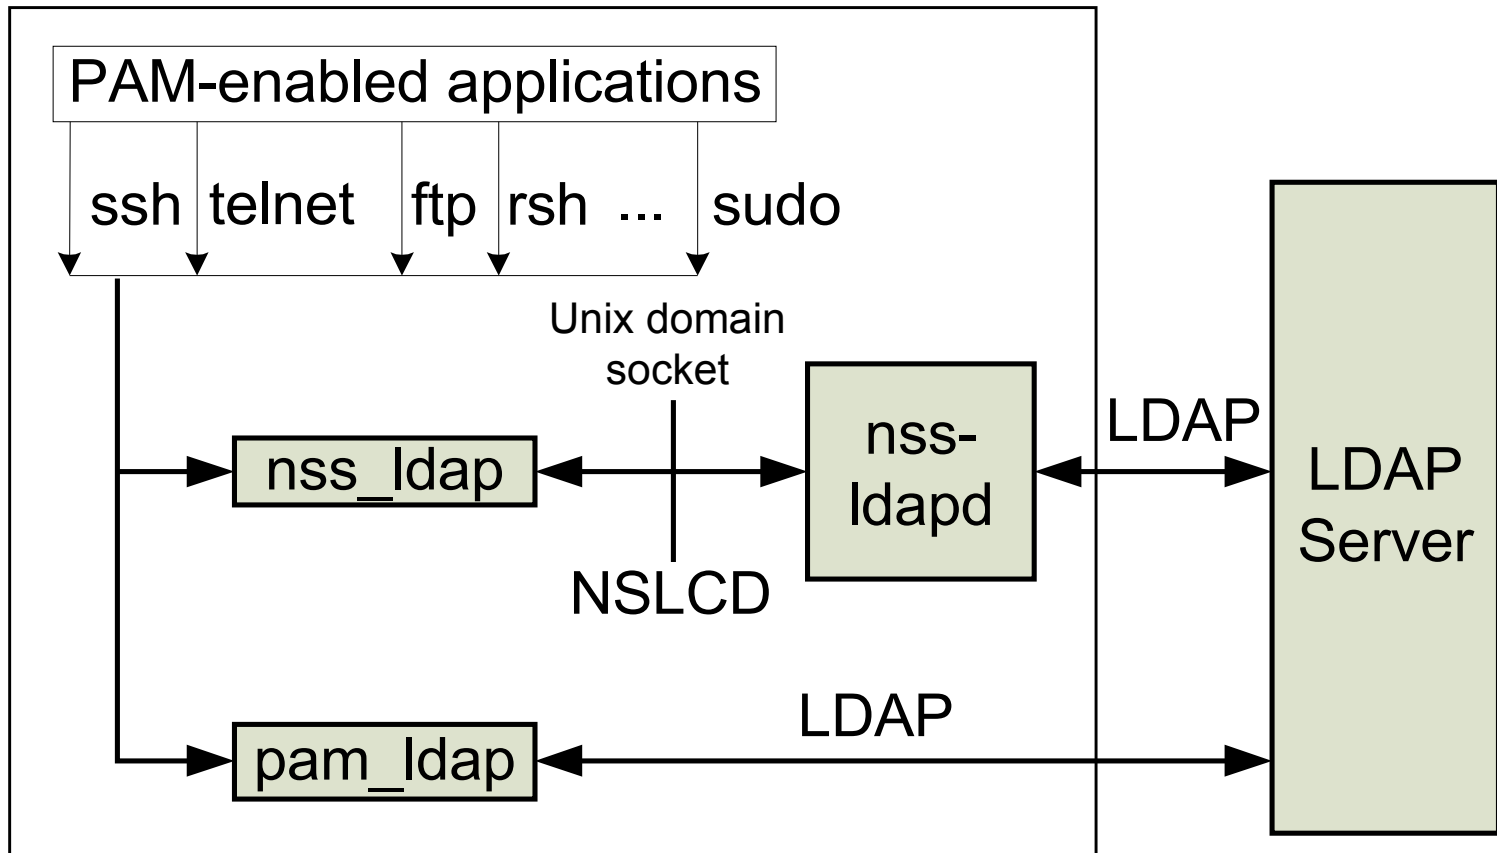 PAM-enabled applications
ssh telnet ftp rsh ... sudo
Unix domain
socket
nss_ldap
nss-
ldapd
NSLCD
LDAP
LDAP
Server
LDAP
pam_ldap